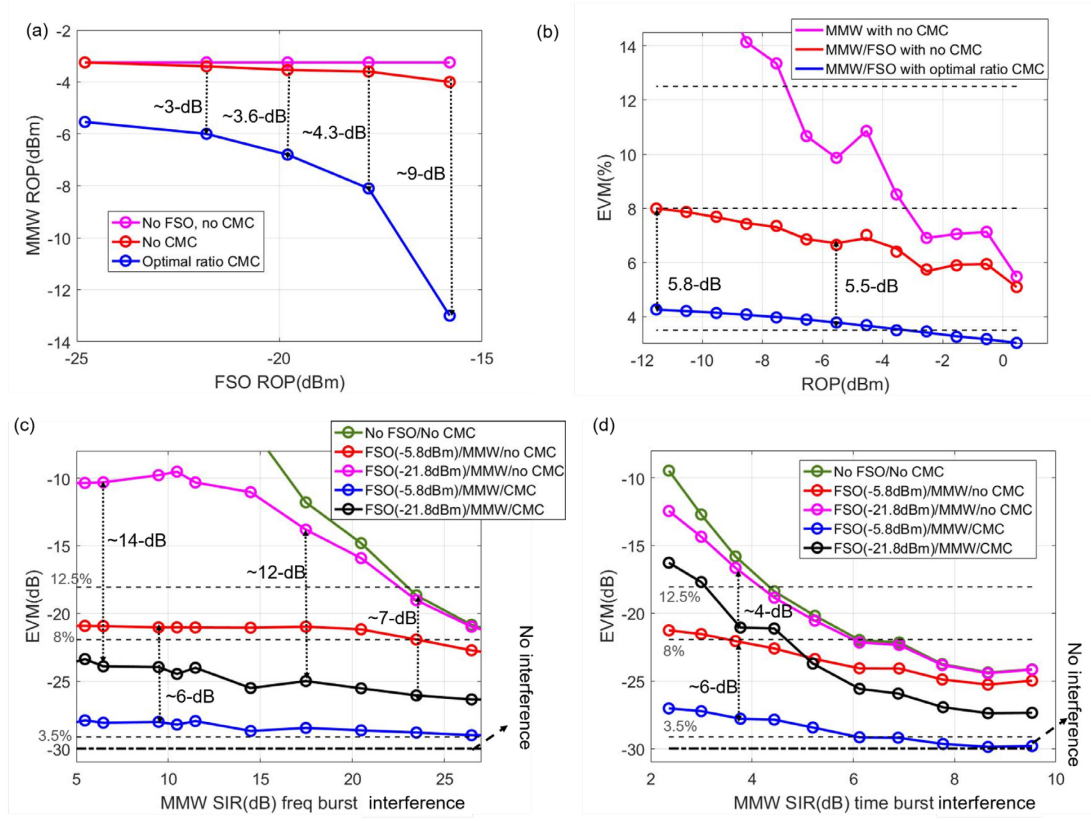 (a)
-2
-4
-6
-8
-10
-12
-14
MMW ROP(dBm)
~3-dB
~3.6-dB
~4.3-dB
~9-dB
No FSO, no CMC
No CMC
Optimal ratio CMC
-25
-20
-15
FSO ROP(dBm)
(b)
14
12
10
8
6
4
EVM(%)
MMW with no CMC
MMW/FSO with no CMC
MMW/FSO with optimal ratio CMC
5.8-dB
5.5-dB
-12
-10
-8
-6
-4
-2
0
ROP(dBm)
(c)
No FSO/No CMC
FSO(-5.8dBm)/MMW/no CMC
FSO(-21.8dBm)/MMW/no CMC
FSO(-5.8dBm)/MMW/CMC
FSO(-21.8dBm)/MMW/CMC
-10
-15
-20
-25
-30
EVM(dB)
~14-dB
~12-dB
~7-dB
~6-dB
12.5%
8%
3.5%
No interference
5
10
15
20
25
MMW SIR(dB) freq burst interference
(d)
No FSO/No CMC
FSO(-5.8dBm)/MMW/no CMC
FSO(-21.8dBm)/MMW/no CMC
FSO(-5.8dBm)/MMW/CMC
FSO(-21.8dBm)/MMW/CMC
-10
-15
-20
-25
-30
EVM(dB)
12.5%
~4-dB
8%
~6-dB
3.5%
No interference
2
4
6
8
10
MMW SIR(dB) time burst interference